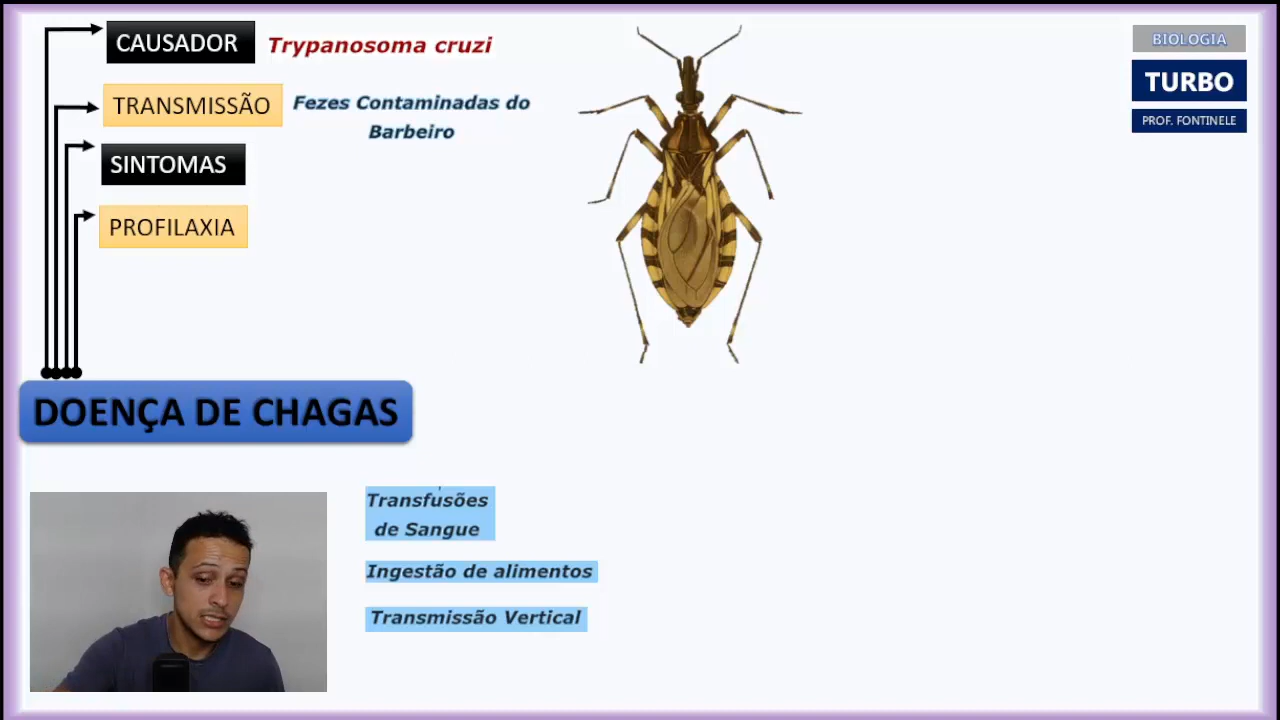 CAUSADOR
Trypanosoma cruzi
TRANSMISSÃO
Fezes Contaminadas do
Barbeiro
SINTOMAS
PROFILAXIA
DOENÇA DE CHAGAS
Transfusões
de Sangue
Ingestão de alimentos
Transmissão Vertical
BIOLOGIA
TURBO
PROF. FONTINELE